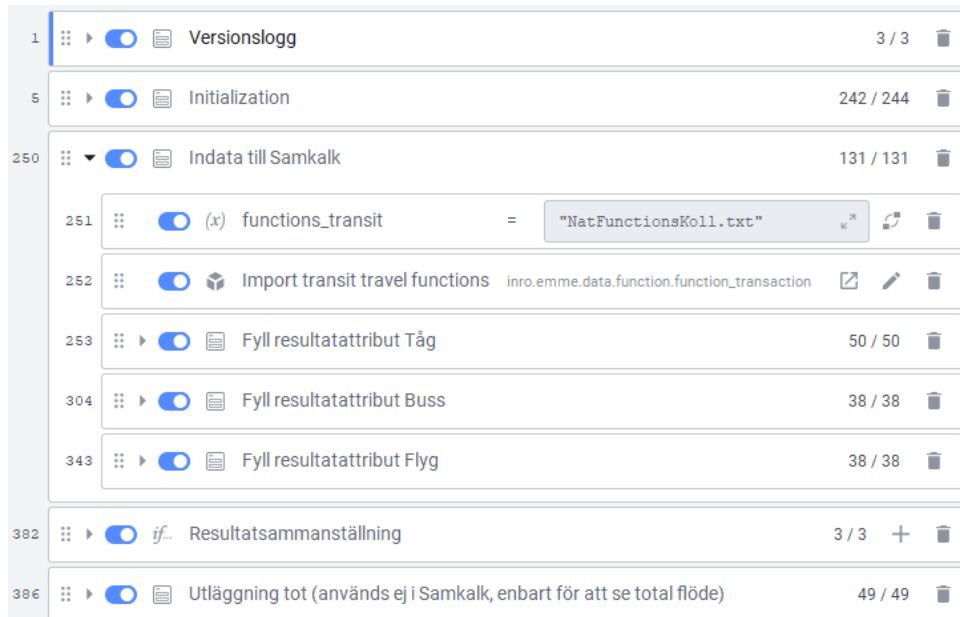 1 Versionslogg 3 / 3
5 Initialization 242 / 244
250 Indata till Samkalk 131 / 131
251 (x) functions_transit = "NatFunctionsKoll.txt"
252 Import transit travel functions inro.emme.data.function.function_transaction
253 Fyll resultatattribut Tåg 50 / 50
304 Fyll resultatattribut Buss 38 / 38
343 Fyll resultatattribut Flyg 38 / 38
382 if... Resultatsammanställning 3 / 3
386 Utläggning tot (används ej i Samkalk, enbart för att se total flöde) 49 / 49